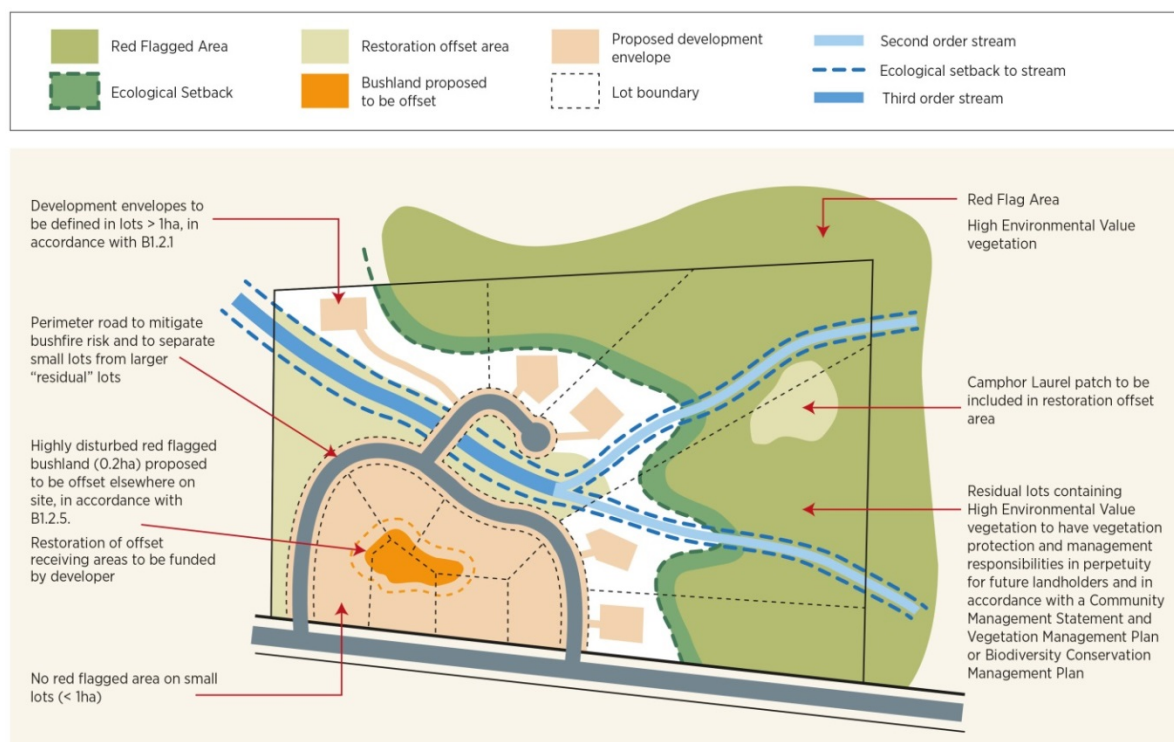 Red Flagged Area
Ecological Setback
Restoration offset area
Bushland proposed
to be offset
Proposed development
envelope
Lot boundary
Second order stream
Ecological setback to stream
Third order stream
Development envelopes to
be defined in lots > 1ha, in
accordance with B1.2.1
Perimeter road to mitigate
bushfire risk and to separate
small lots from larger
“residual” lots
Highly disturbed red flagged
bushland (0.2ha) proposed
to be offset elsewhere on
site, in accordance with
B1.2.5.
Restoration of offset
receiving areas to be funded
by developer
No red flagged area on small
lots (< 1ha)
Red Flag Area
High Environmental Value
vegetation
Camphor Laurel patch to be
included in restoration offset
area
Residual lots containing
High Environmental Value
vegetation to have vegetation
protection and management
responsibilities in perpetuity
for future landholders and in
accordance with a Community
Management Statement and
Vegetation Management Plan
or Biodiversity Conservation
Management Plan